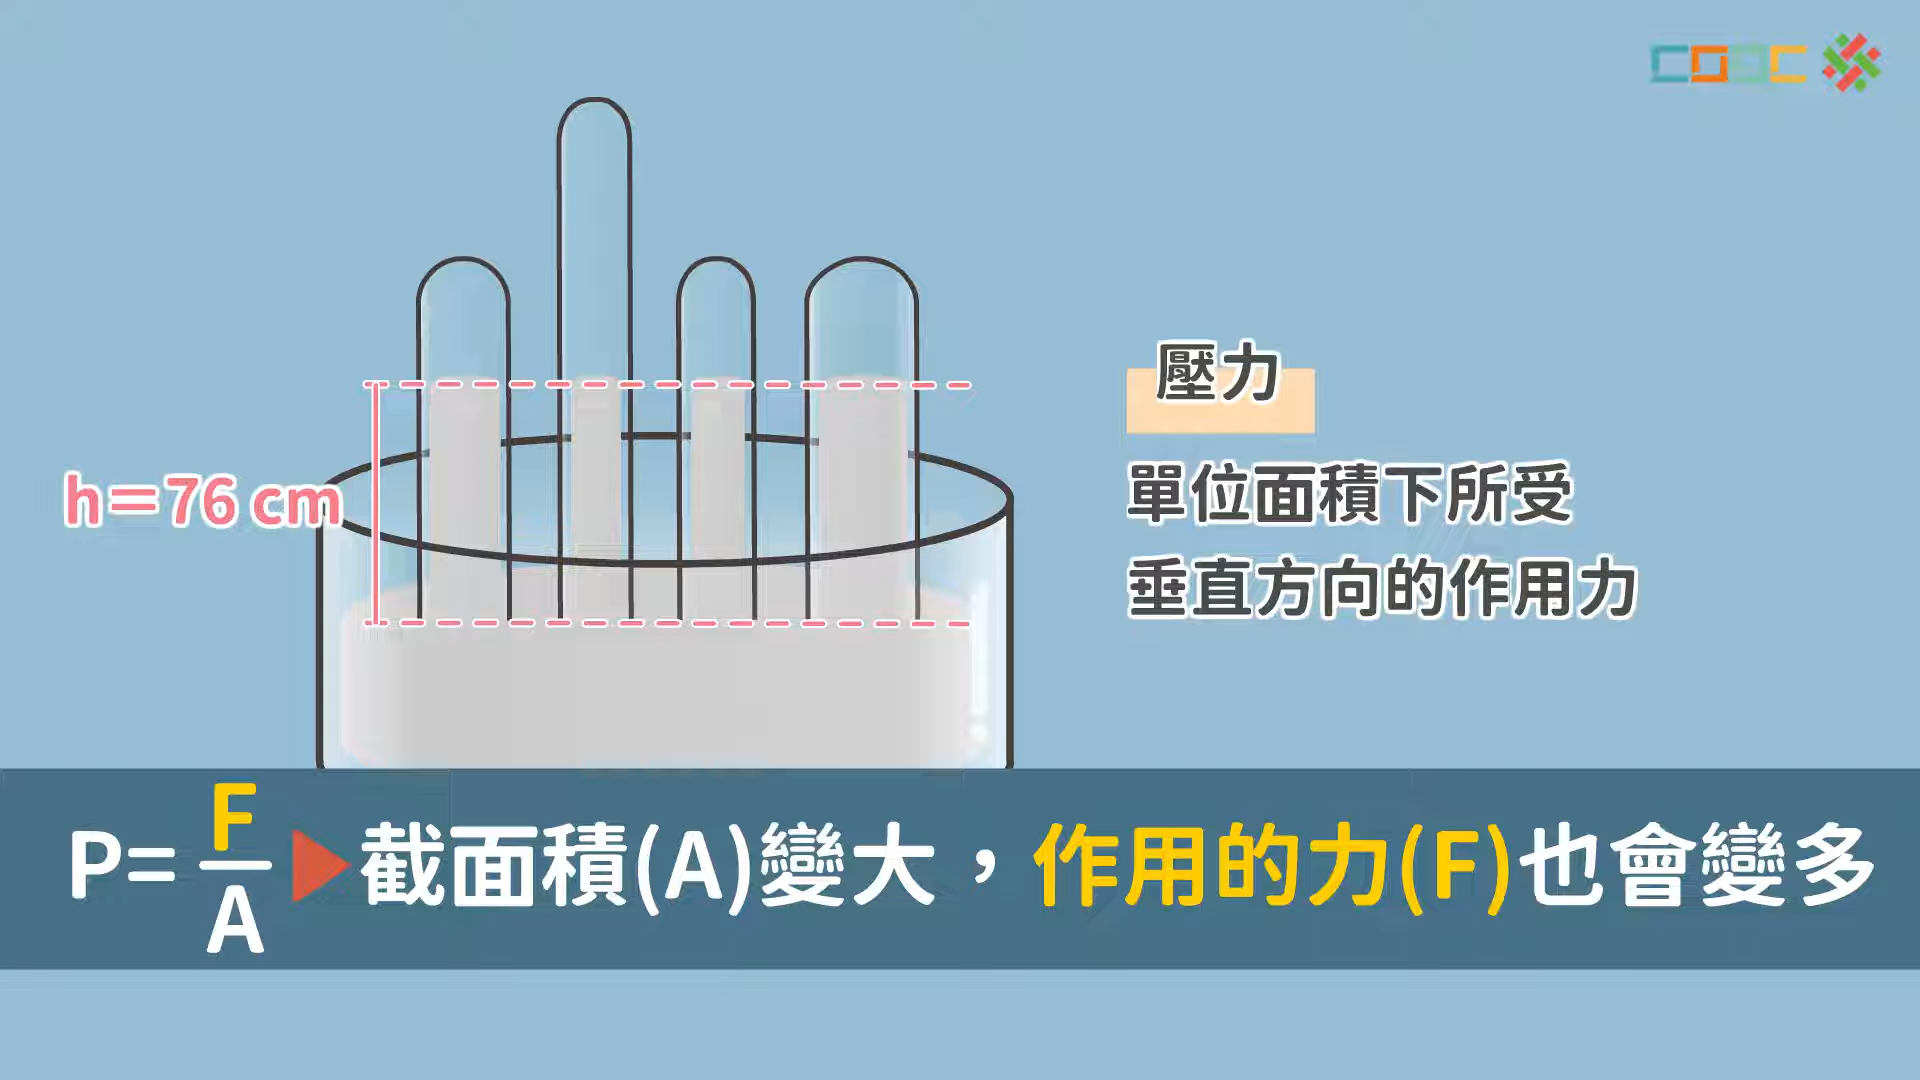 h=76 cm
壓力
單位面積下所受
垂直方向的作用力
P=F/A ▶ 截面積(A)變大，作用的力(F)也會變多